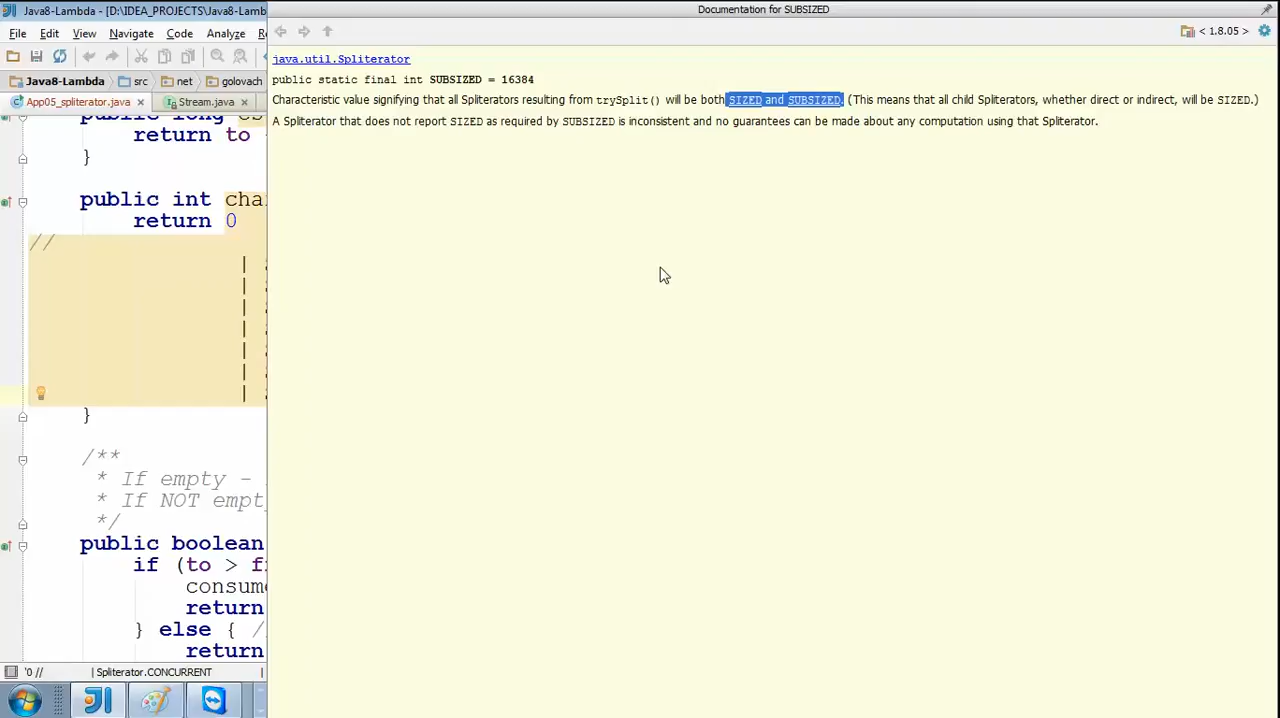 Java8-Lambda - [D:\IDEA_PROJECTS\Java8-Lamb
Documentation for SUBSIZED
File Edit View Navigate Code Analyze
< 1.8.05 >
Java8-Lambda src net golovach
App05_spliterator.java Stream.java
java.util.Spliterator
public static final int SUBSIZED = 16384
Characteristic value signifying that all Spliterators resulting from trySplit() will be both SIZED and SUBSIZED. (This means that all child Spliterators, whether direct or indirect, will be SIZED.)
A Spliterator that does not report SIZED as required by SUBSIZED is inconsistent and no guarantees can be made about any computation using that Spliterator.
public long es
return to
}
public int cha
return 0
//
|
|
|
|
|
|
|
}
/**
* If empty -
* If NOT empt
*/
public boolean
if (to > f
consum
return
} else { /
return
'0 // Spliterator.CONCURRENT